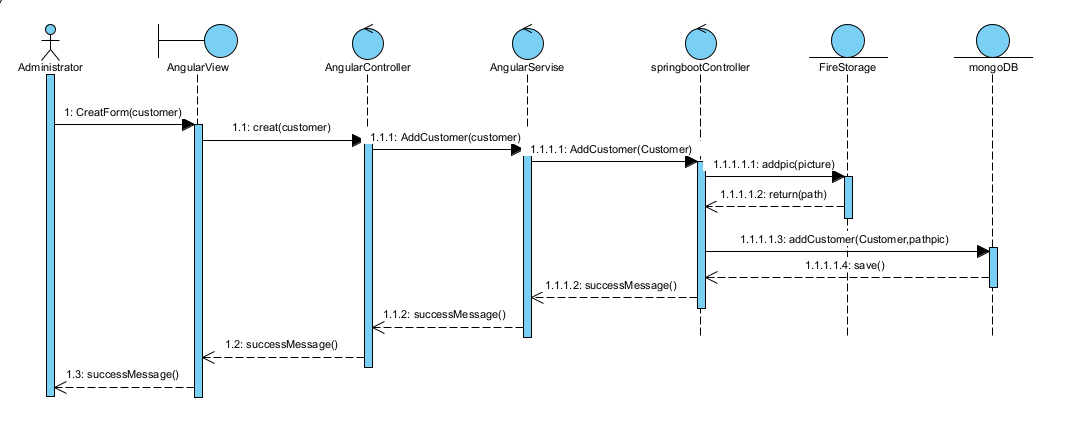 Administrator
AngularView
AngularController
AngularServise
springbootController
FireStorage
mongoDB
1: CreatForm(customer)
1.1: creat(customer)
1.1.1: AddCustomer(customer)
1.1.1.1: AddCustomer(Customer)
1.1.1.1.1: addpic(picture)
1.1.1.1.2: return(path)
1.1.1.1.3: addCustomer(Customer,pathpic)
1.1.1.1.4: save()
1.1.1.2: successMessage()
1.1.2: successMessage()
1.2: successMessage()
1.3: successMessage()